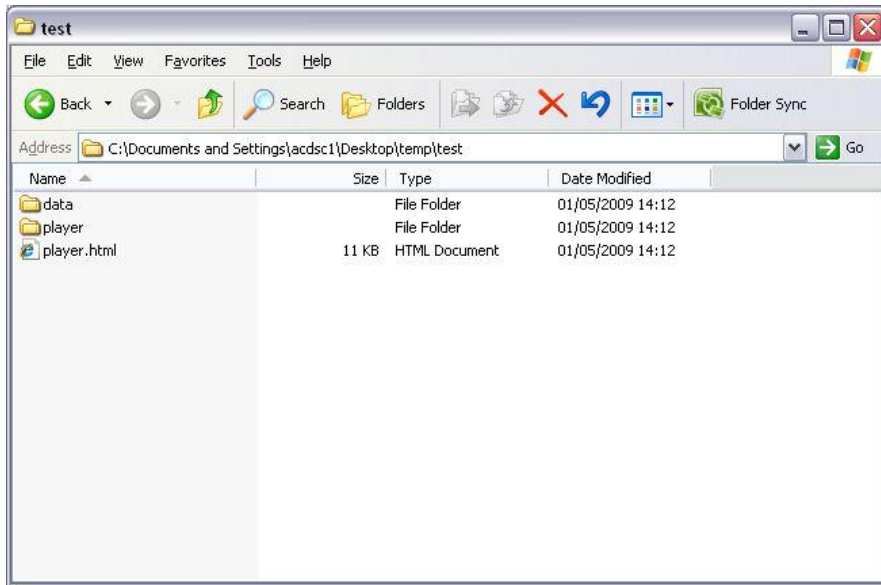 test
File Edit View Favorites Tools Help
Back Search Folders Folder Sync
Address C:\Documents and Settings\acdsc1\Desktop\temp\test Go
Name Size Type Date Modified
data File Folder 01/05/2009 14:12
player File Folder 01/05/2009 14:12
player.html 11 KB HTML Document 01/05/2009 14:12